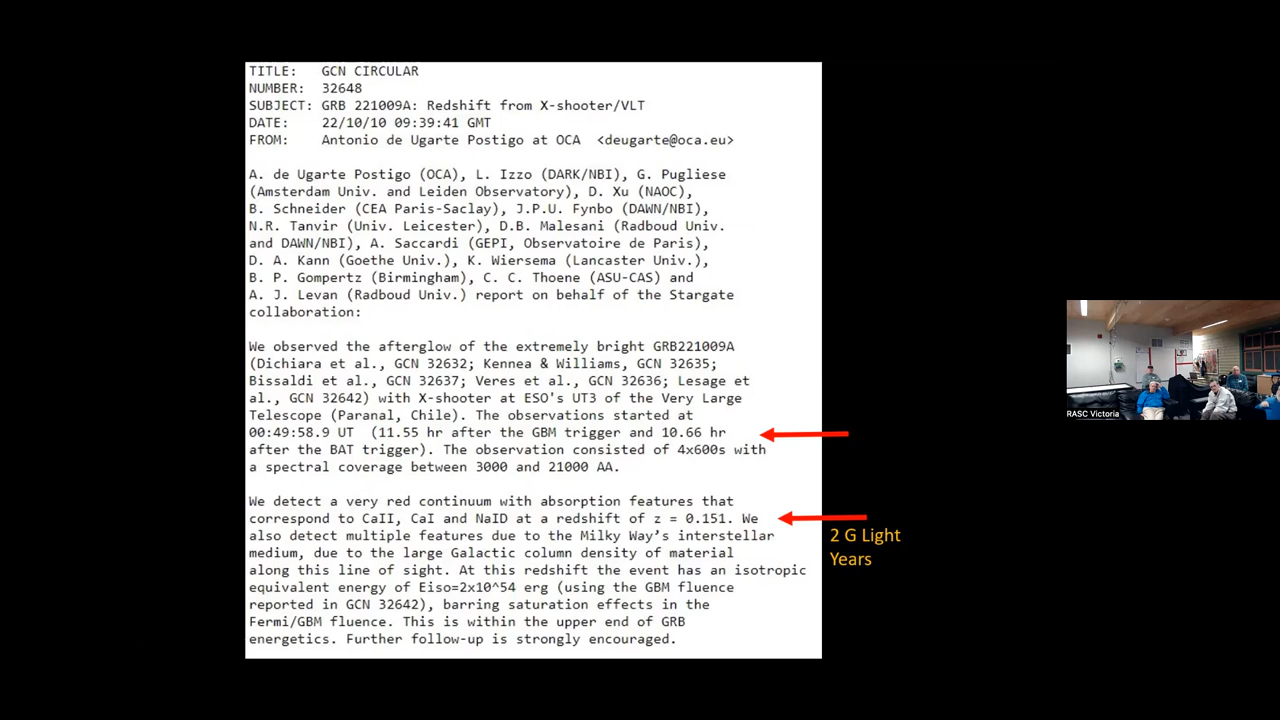 TITLE: GCN CIRCULAR
NUMBER: 32648
SUBJECT: GRB 221009A: Redshift from X-shooter/VLT
DATE: 22/10/10 09:39:41 GMT
FROM: Antonio de Ugarte Postigo at OCA <deugarte@oca.eu>
A. de Ugarte Postigo (OCA), L. Izzo (DARK/NBI), G. Pugliese
(Amsterdam Univ. and Leiden Observatory), D. Xu (NAOC),
B. Schneider (CEA Paris-Saclay), J.P.U. Fynbo (DAWN/NBI),
N.R. Tanvir (Univ. Leicester), D.B. Malesani (Radboud Univ.
and DAWN/NBI), A. Saccardi (GEPI, Observatoire de Paris),
D. A. Kann (Goethe Univ.), K. Wiersema (Lancaster Univ.),
B. P. Gompertz (Birmingham), C. C. Thoene (ASU-CAS) and
A. J. Levan (Radboud Univ.) report on behalf of the Stargate
collaboration:
We observed the afterglow of the extremely bright GRB221009A
(Dichiara et al., GCN 32632; Kennea & Williams, GCN 32635;
Bissaldi et al., GCN 32637; Veres et al., GCN 32636; Lesage et
al., GCN 32642) with X-shooter at ESO's UT3 of the Very Large
Telescope (Paranal, Chile). The observations started at
00:49:58.9 UT (11.55 hr after the GBM trigger and 10.66 hr
after the BAT trigger). The observation consisted of 4x600s with
a spectral coverage between 3000 and 21000 AA.
We detect a very red continuum with absorption features that
correspond to CaII, CaI and NaID at a redshift of z = 0.151. We
also detect multiple features due to the Milky Way’s interstellar
medium, due to the large Galactic column density of material
along this line of sight. At this redshift the event has an isotropic
equivalent energy of Eiso=2x10^54 erg (using the GBM fluence
reported in GCN 32642), barring saturation effects in the
Fermi/GBM fluence. This is within the upper end of GRB
energetics. Further follow-up is strongly encouraged.
2 G Light
Years
RASC Victoria